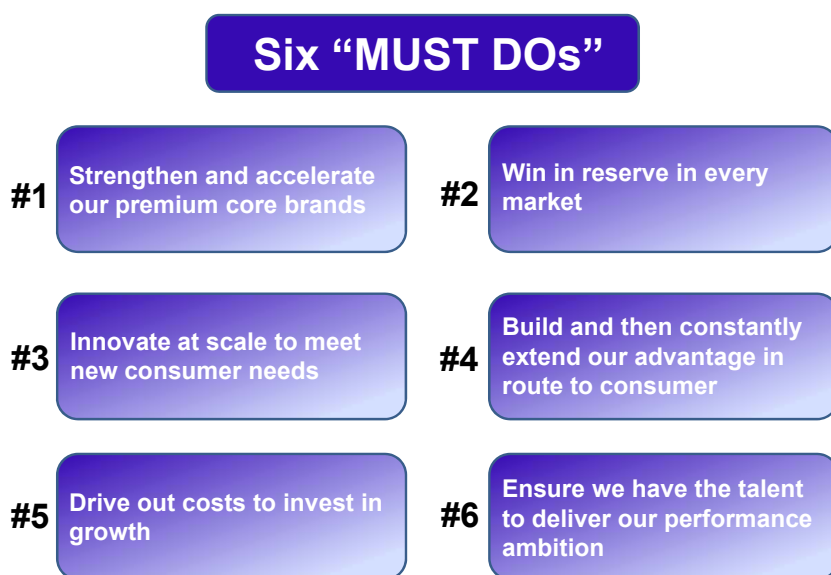 Six “MUST DOs”
#1
Strengthen and accelerate
our premium core brands
#2
Win in reserve in every
market
#3
Innovate at scale to meet
new consumer needs
#4
Build and then constantly
extend our advantage in
route to consumer
#5
Drive out costs to invest in
growth
#6
Ensure we have the talent
to deliver our performance
ambition